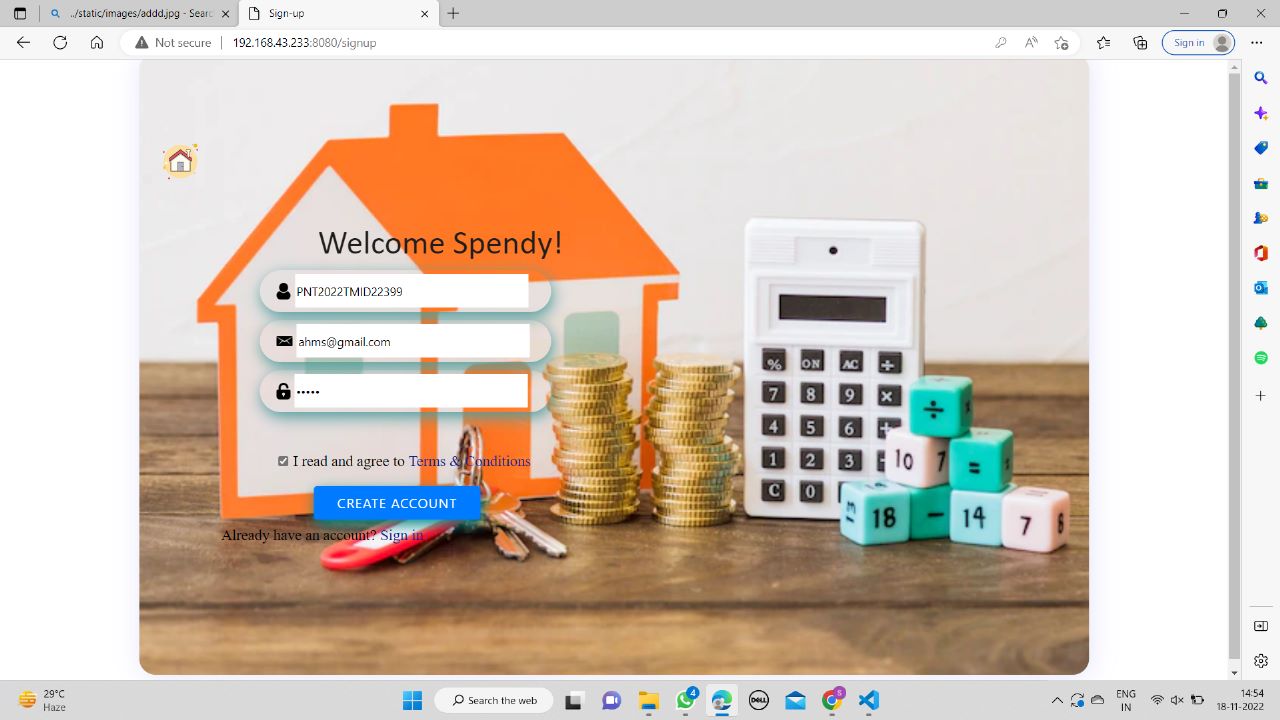 ../static/images/addd.jpg - Searc
Sign-up
Not secure
192.168.43.233:8080/signup
Sign in
Welcome Spendy!
PNT2022TMID22399
ahms@gmail.com
•••••
I read and agree to Terms & Conditions
CREATE ACCOUNT
Already have an account? Sign in
% ON AC ÷
7 8 9 ×
4 5 6 +
1 2 3
C 0
÷
10 7 =
18 - 14 7 6
29°C
Haze
Search the web
DELL
4
S
ENG
IN
14:54
18-11-2022